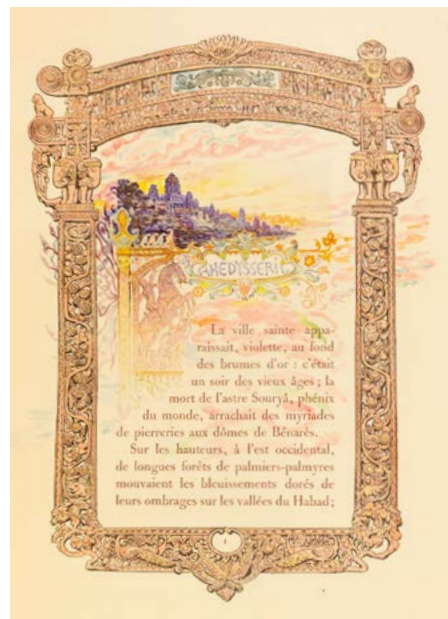 AKEDYSSERIL
La ville sainte appa-
raissait, violette, au fond
des brumes d'or : c'était
un soir des vieux âges ; la
mort de l'astre Souryâ, phénix
du monde, arrachait des myriades
de pierreries aux dômes de Bénarès.
Sur les hauteurs, à l'est occidental,
de longues forêts de palmiers-palmyres
mouvaient les bleuissements dorés de
leurs ombrages sur les vallées du Habad ;